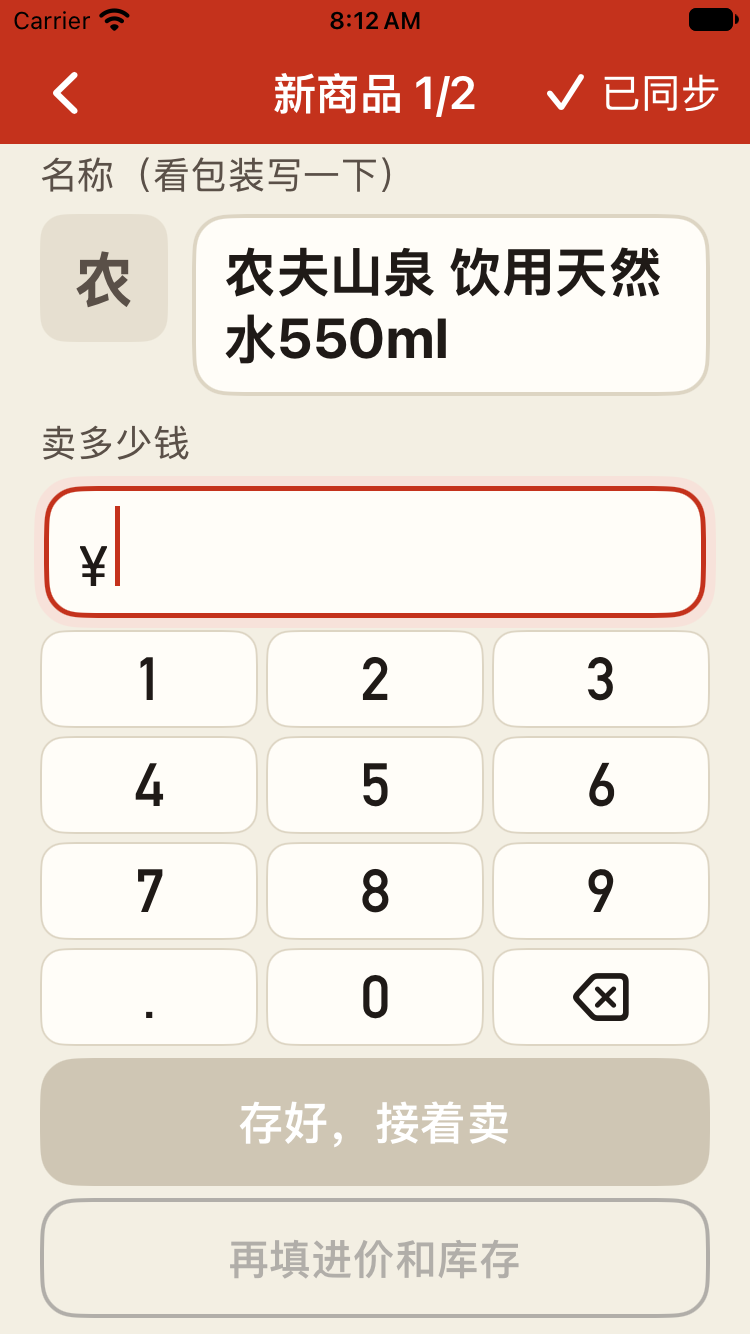 Carrier 8:12 AM
新商品 1/2 已同步
名称（看包装写一下）
农
农夫山泉 饮用天然
水550ml
卖多少钱
¥
1 2 3
4 5 6
7 8 9
. 0
存好，接着卖
再填进价和库存